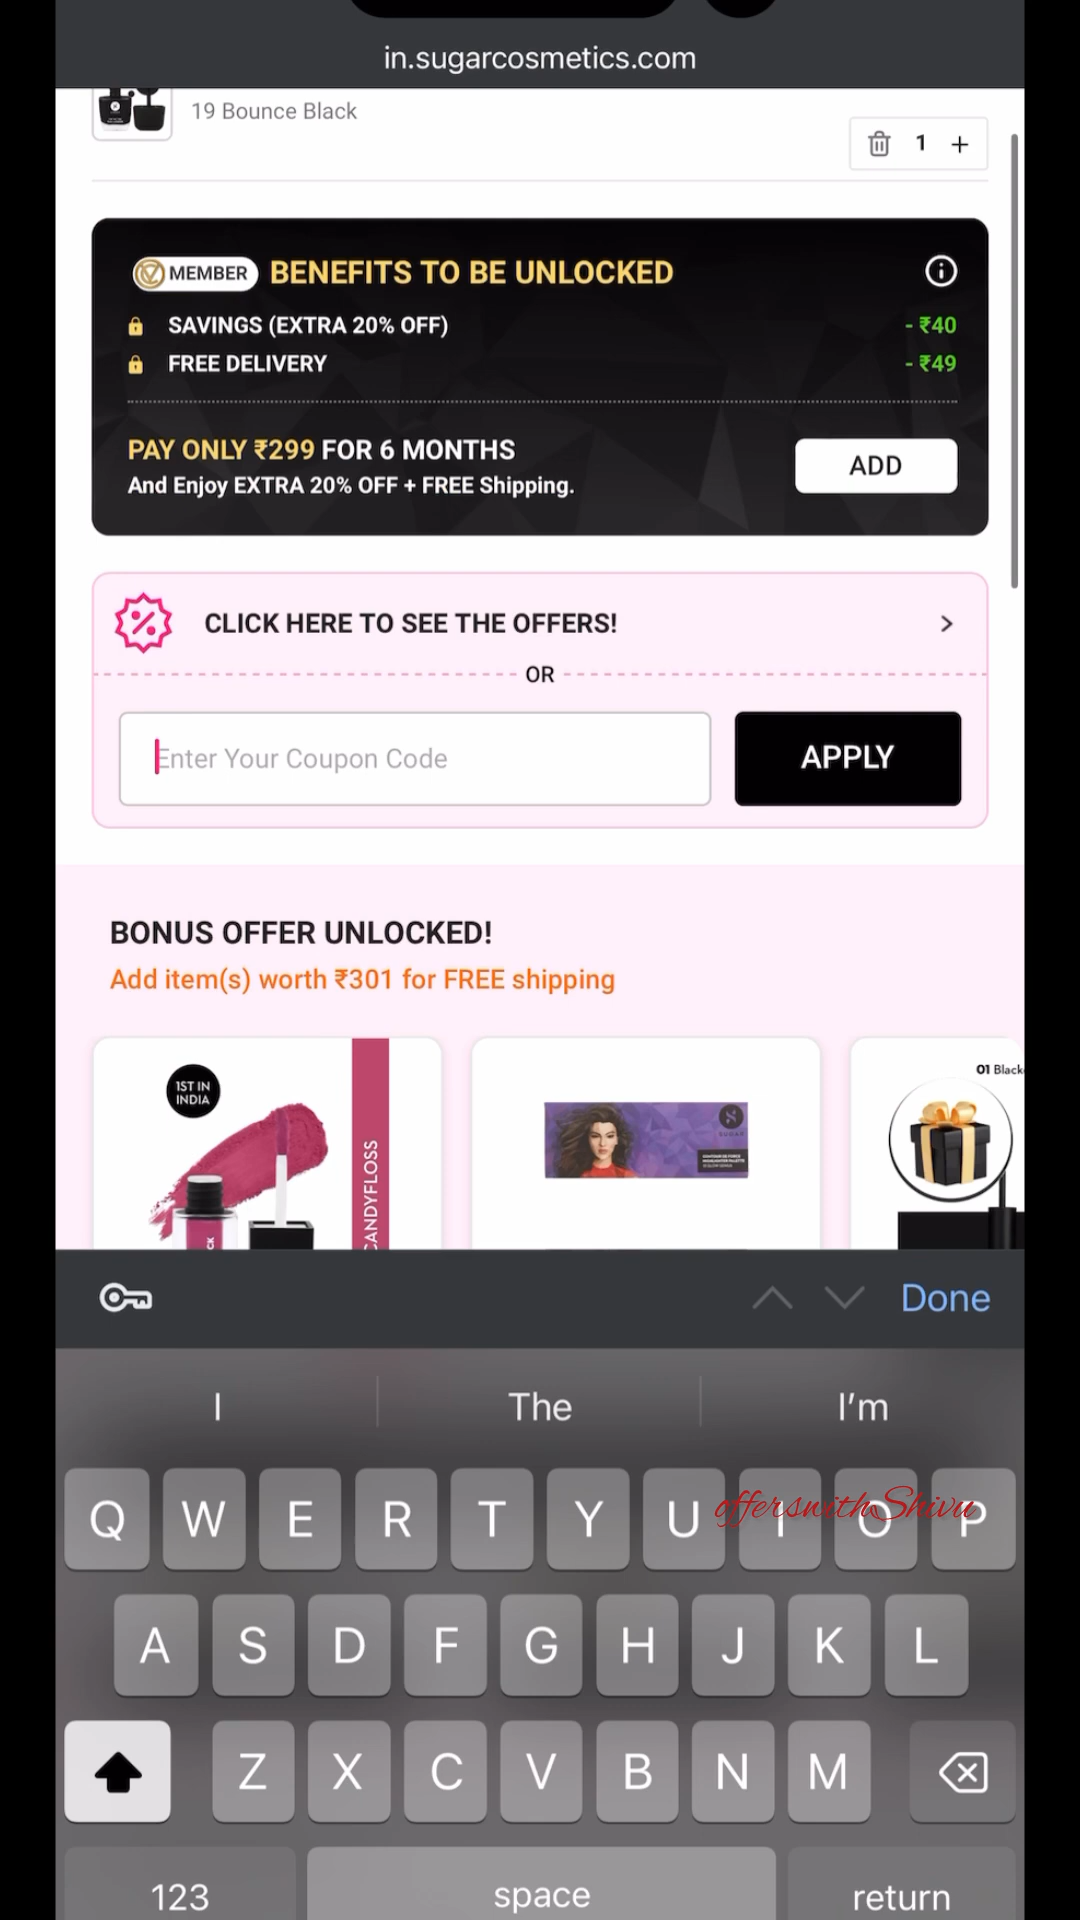 in.sugarcosmetics.com
19 Bounce Black
1 +
MEMBER BENEFITS TO BE UNLOCKED
SAVINGS (EXTRA 20% OFF) - ₹40
FREE DELIVERY - ₹49
PAY ONLY ₹299 FOR 6 MONTHS
And Enjoy EXTRA 20% OFF + FREE Shipping.
ADD
CLICK HERE TO SEE THE OFFERS!
OR
Enter Your Coupon Code
APPLY
BONUS OFFER UNLOCKED!
Add item(s) worth ₹301 for FREE shipping
1ST IN
INDIA
CANDYFLOSS
SUGAR
01 Black
Done
I The I'm
Q W E R T Y U I O P
offerswithShivu
A S D F G H J K L
Z X C V B N M
123 space return